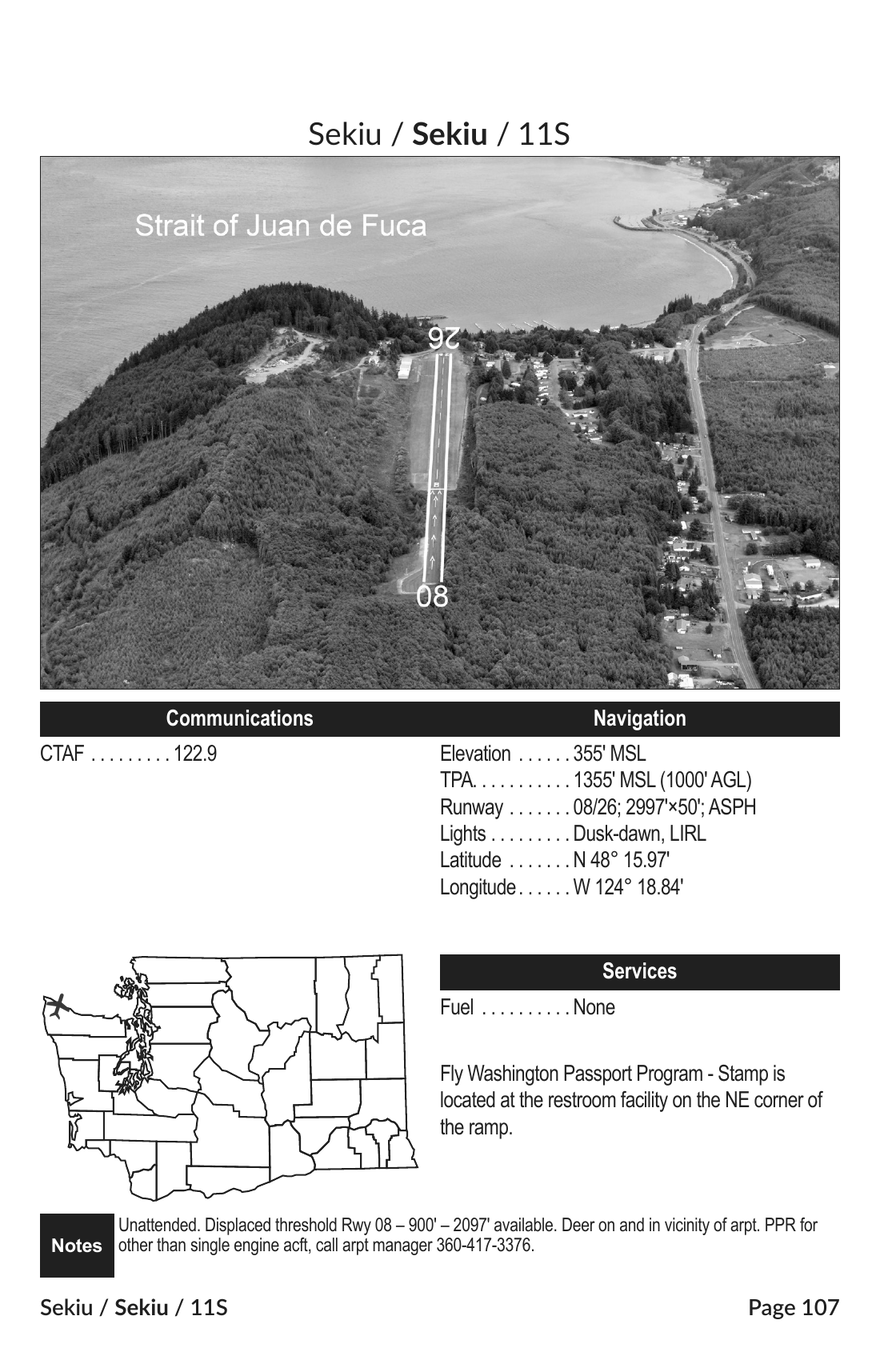 Sekiu / Sekiu / 11S
Strait of Juan de Fuca
26
08
Communications
CTAF . . . . . . . . . 122.9
Navigation
Elevation . . . . . . 355' MSL
TPA. . . . . . . . . . . 1355' MSL (1000' AGL)
Runway . . . . . . . 08/26; 2997'×50'; ASPH
Lights . . . . . . . . . Dusk-dawn, LIRL
Latitude . . . . . . . N 48° 15.97'
Longitude . . . . . . W 124° 18.84'
Services
Fuel . . . . . . . . . . None
Fly Washington Passport Program - Stamp is
located at the restroom facility on the NE corner of
the ramp.
Notes
Unattended. Displaced threshold Rwy 08 – 900' – 2097' available. Deer on and in vicinity of arpt. PPR for
other than single engine acft, call arpt manager 360-417-3376.
Sekiu / Sekiu / 11S
Page 107